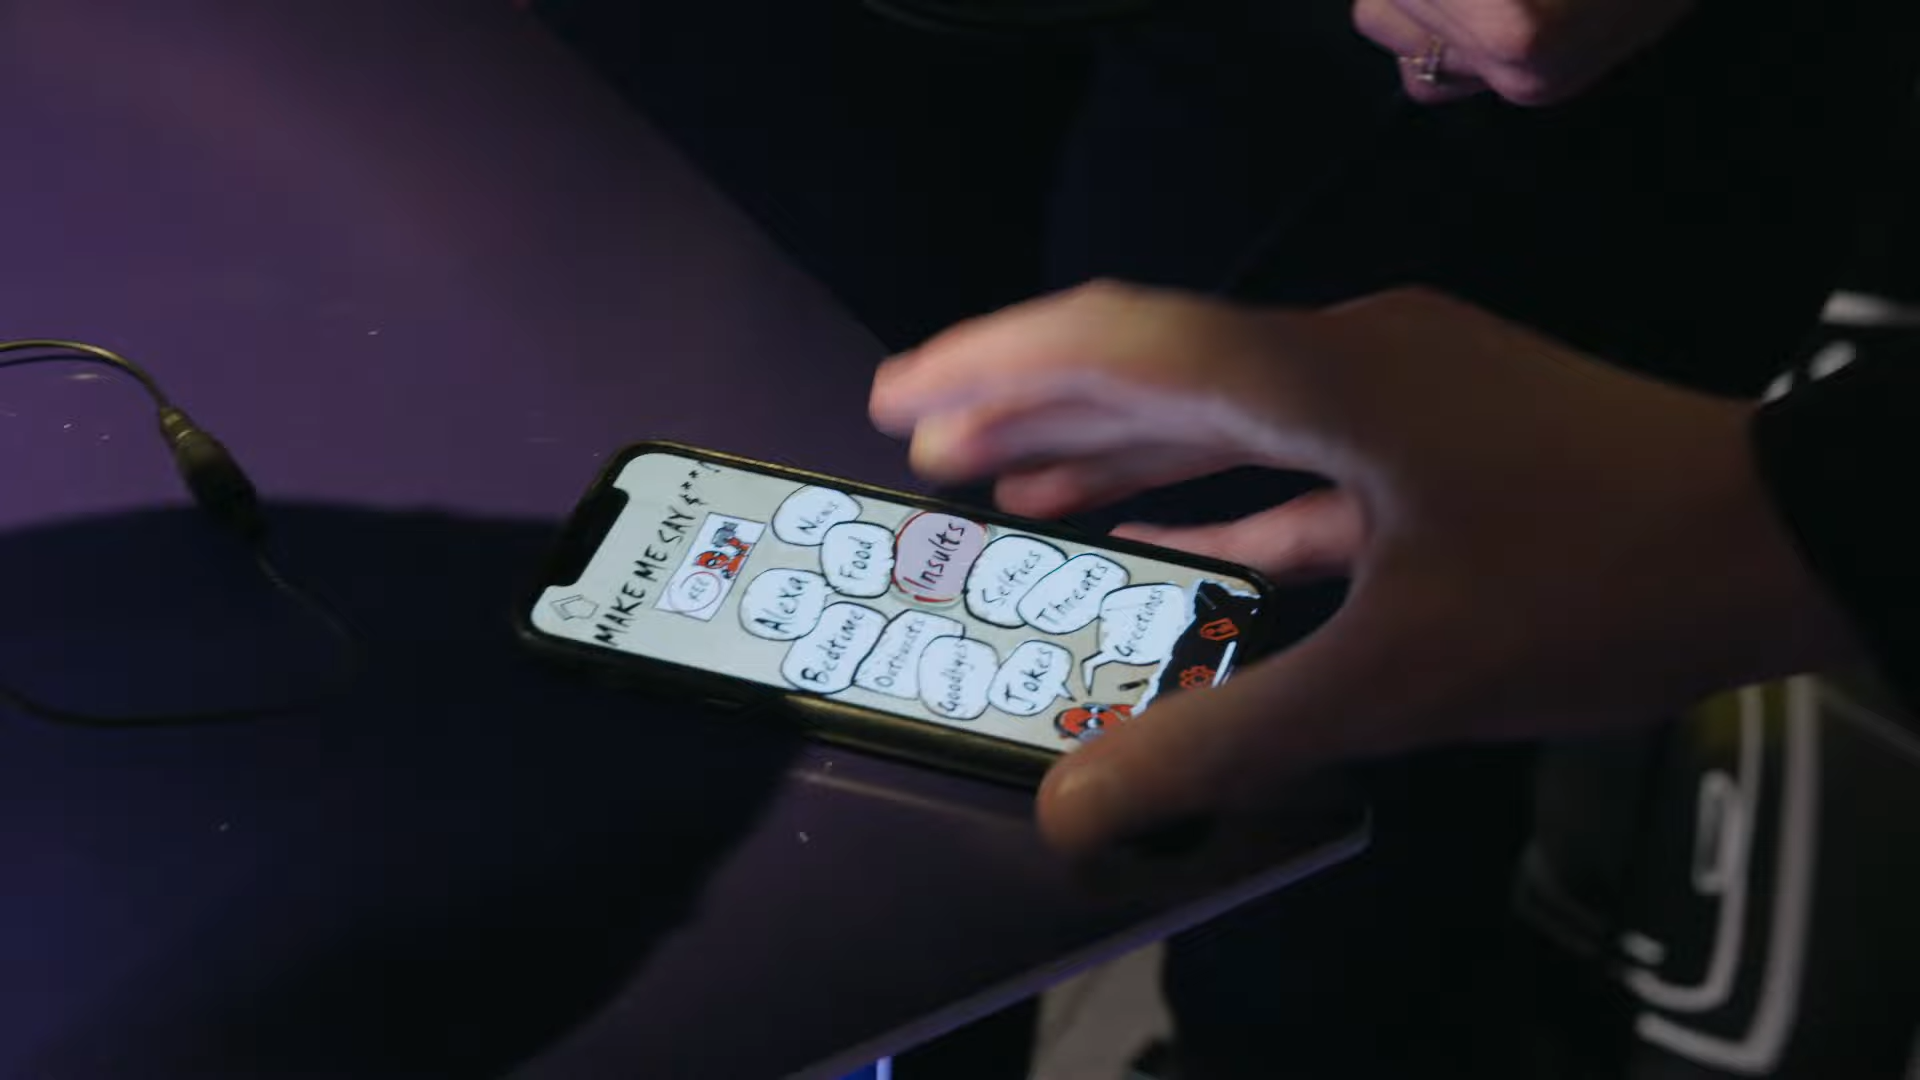 MAKE ME SAY
News
Food
Insults
Alexa
Selfies
Threats
Bedtime
Outbursts
Greetings
Goodbyes
Jokes